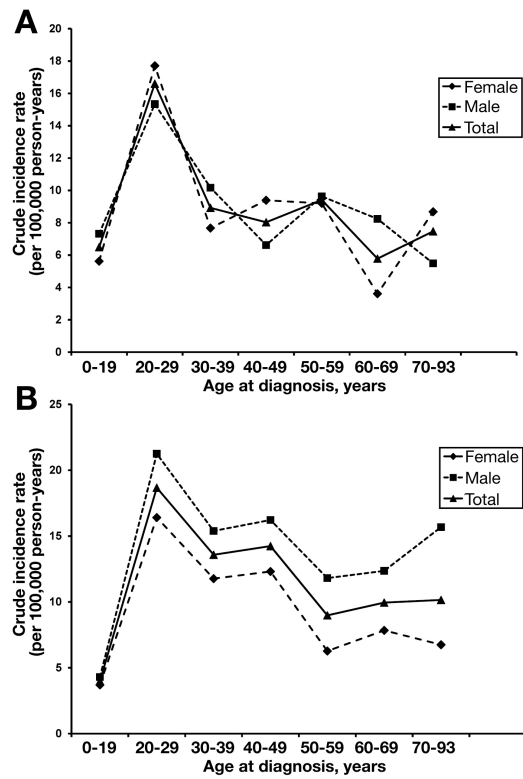 A
Crude incidence rate
(per 100,000 person-years)
20
18
16
14
12
10
8
6
4
2
0
Female
Male
Total
0-19 20-29 30-39 40-49 50-59 60-69 70-93
Age at diagnosis, years
B
Crude incidence rate
(per 100,000 person-years)
25
20
15
10
5
0
Female
Male
Total
0-19 20-29 30-39 40-49 50-59 60-69 70-93
Age at diagnosis, years